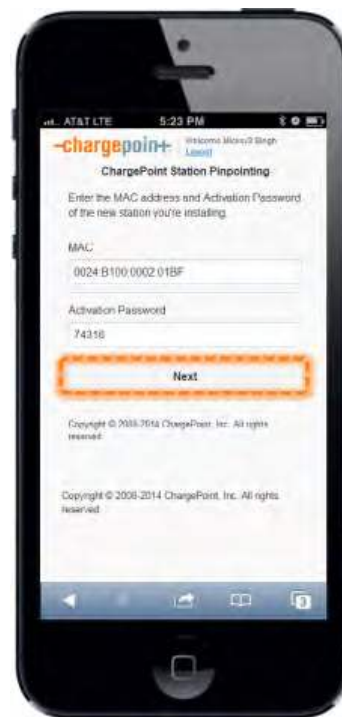 AT&T LTE 5:23 PM
-chargepoin+-
Welcome Singh
Logout
ChargePoint Station Pinpointing
Enter the MAC address and Activation Password
of the new station you're installing.
MAC
0024:B100:0002:01BF
Activation Password
74316
Next
Copyright © 2008-2014 ChargePoint, Inc. All rights
reserved.
Copyright © 2008-2014 ChargePoint, Inc. All rights
reserved.
3